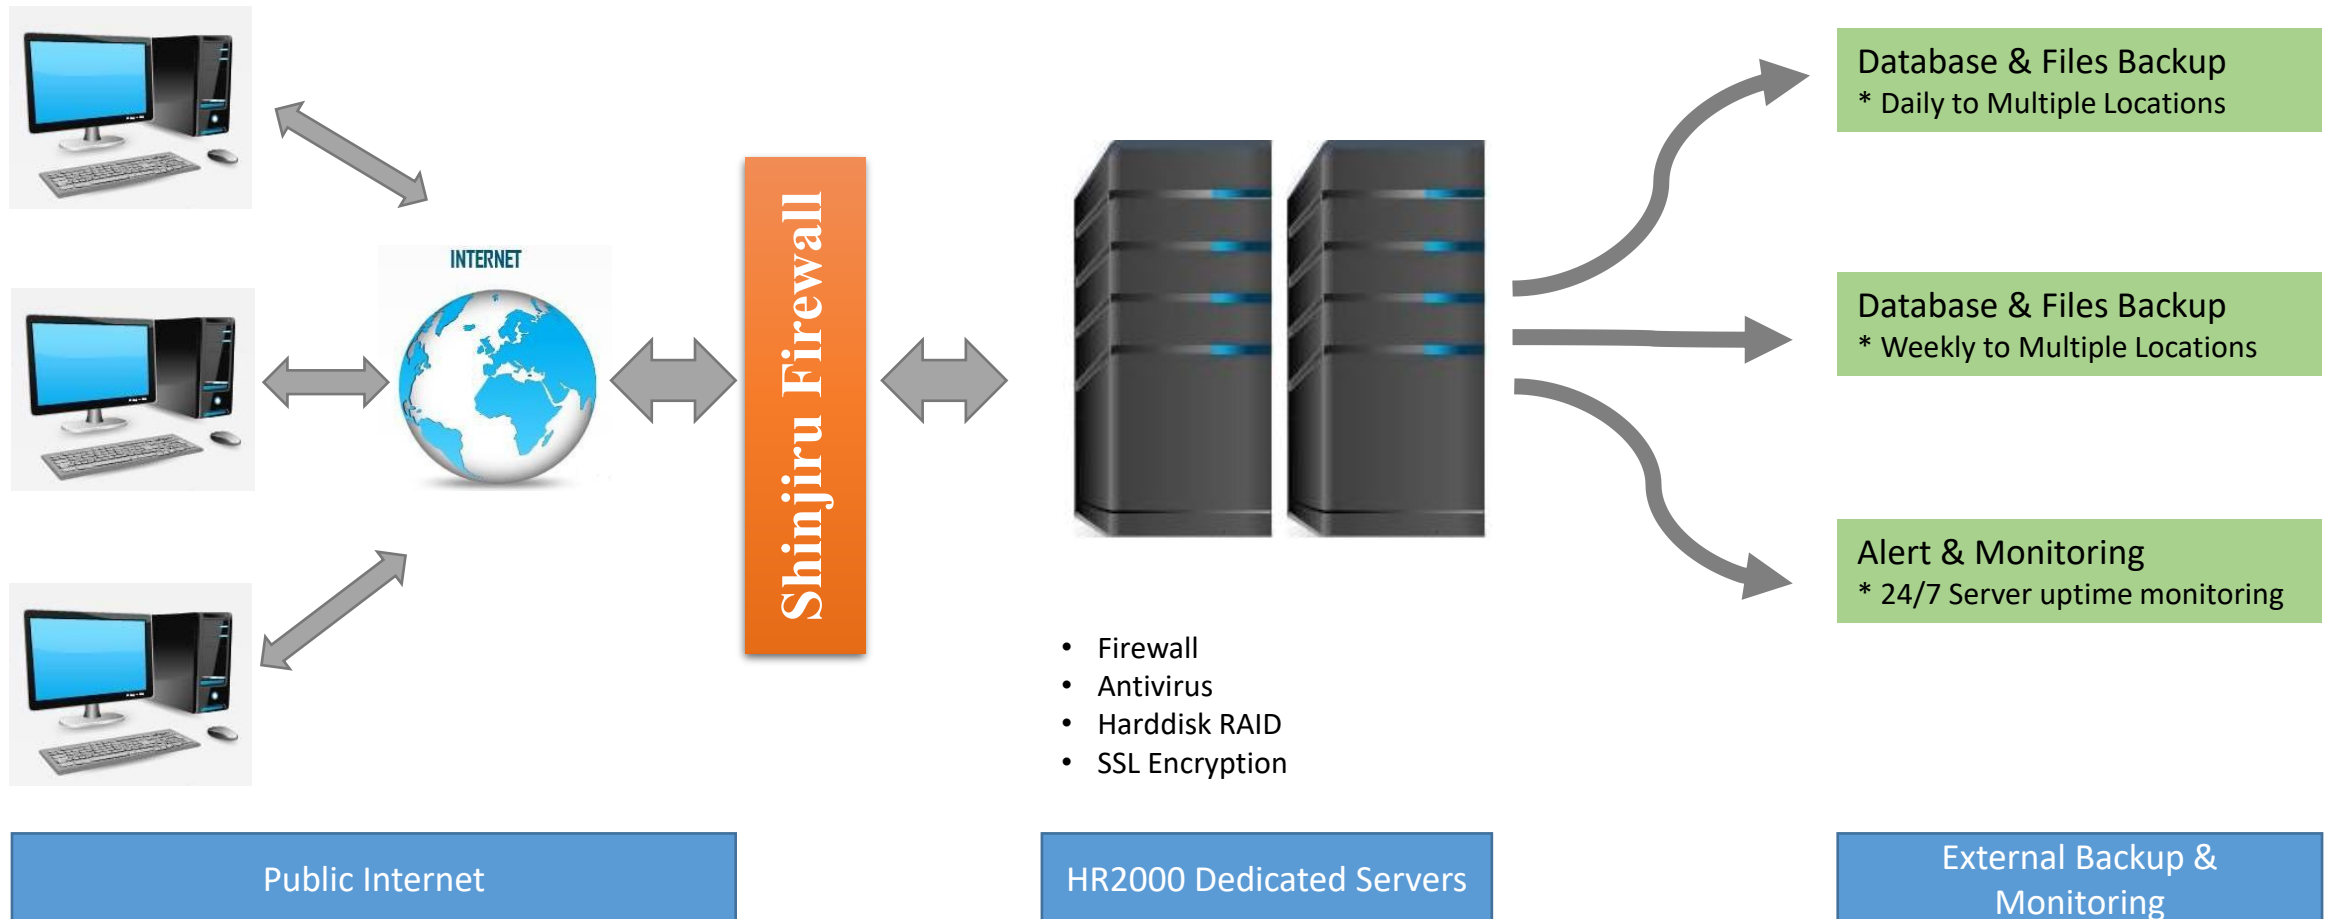 INTERNET
Shinjiru Firewall
• Firewall
• Antivirus
• Harddisk RAID
• SSL Encryption
Database & Files Backup
* Daily to Multiple Locations
Database & Files Backup
* Weekly to Multiple Locations
Alert & Monitoring
* 24/7 Server uptime monitoring
Public Internet
HR2000 Dedicated Servers
External Backup &
Monitoring